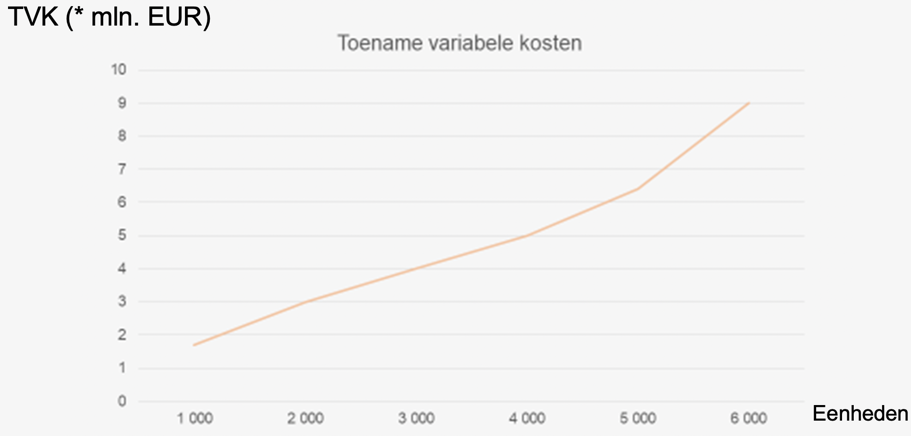 TVK (* mln. EUR)
Toename variabele kosten
10
9
8
7
6
5
4
3
2
1
0
1 000 2 000 3 000 4 000 5 000 6 000
Eenheden